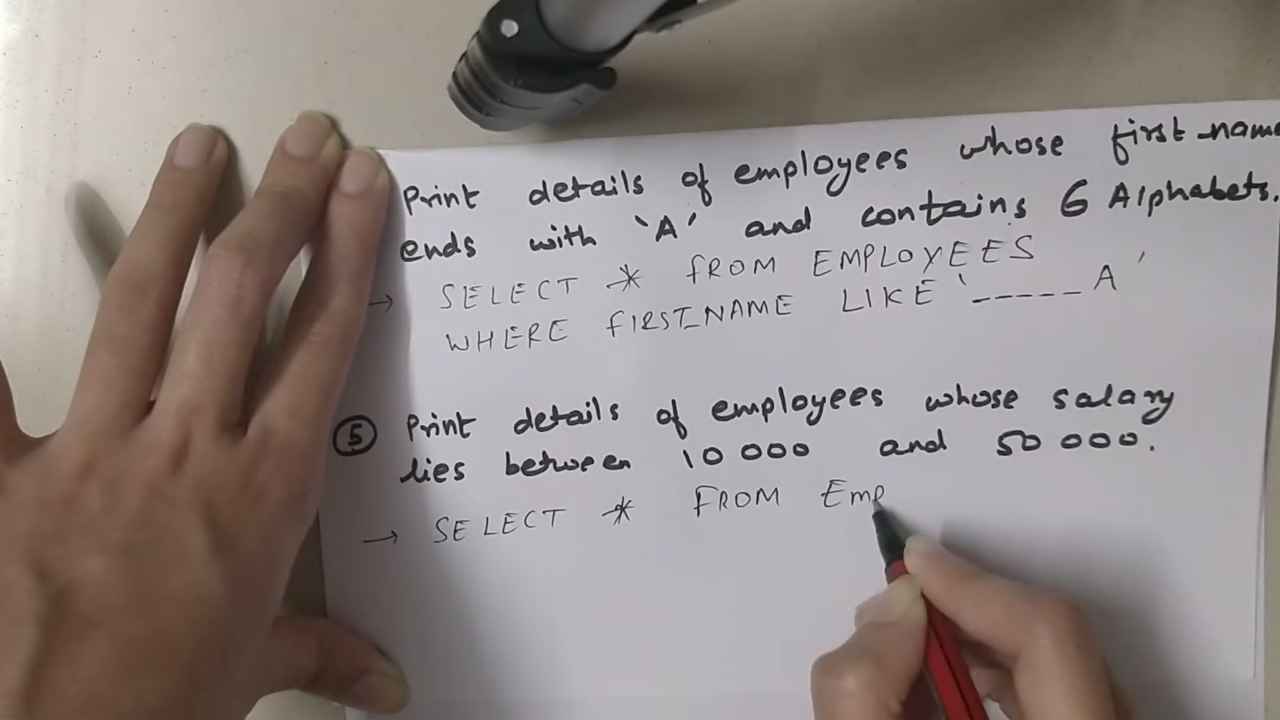 Print details of employees whose first name
ends with 'A' and contains 6 Alphabets.
→ SELECT * FROM EMPLOYEES
WHERE FIRST_NAME LIKE '_____A'
⑤ Print details of employees whose salary
lies between 10 000 and 50 000.
→ SELECT * FROM EMP